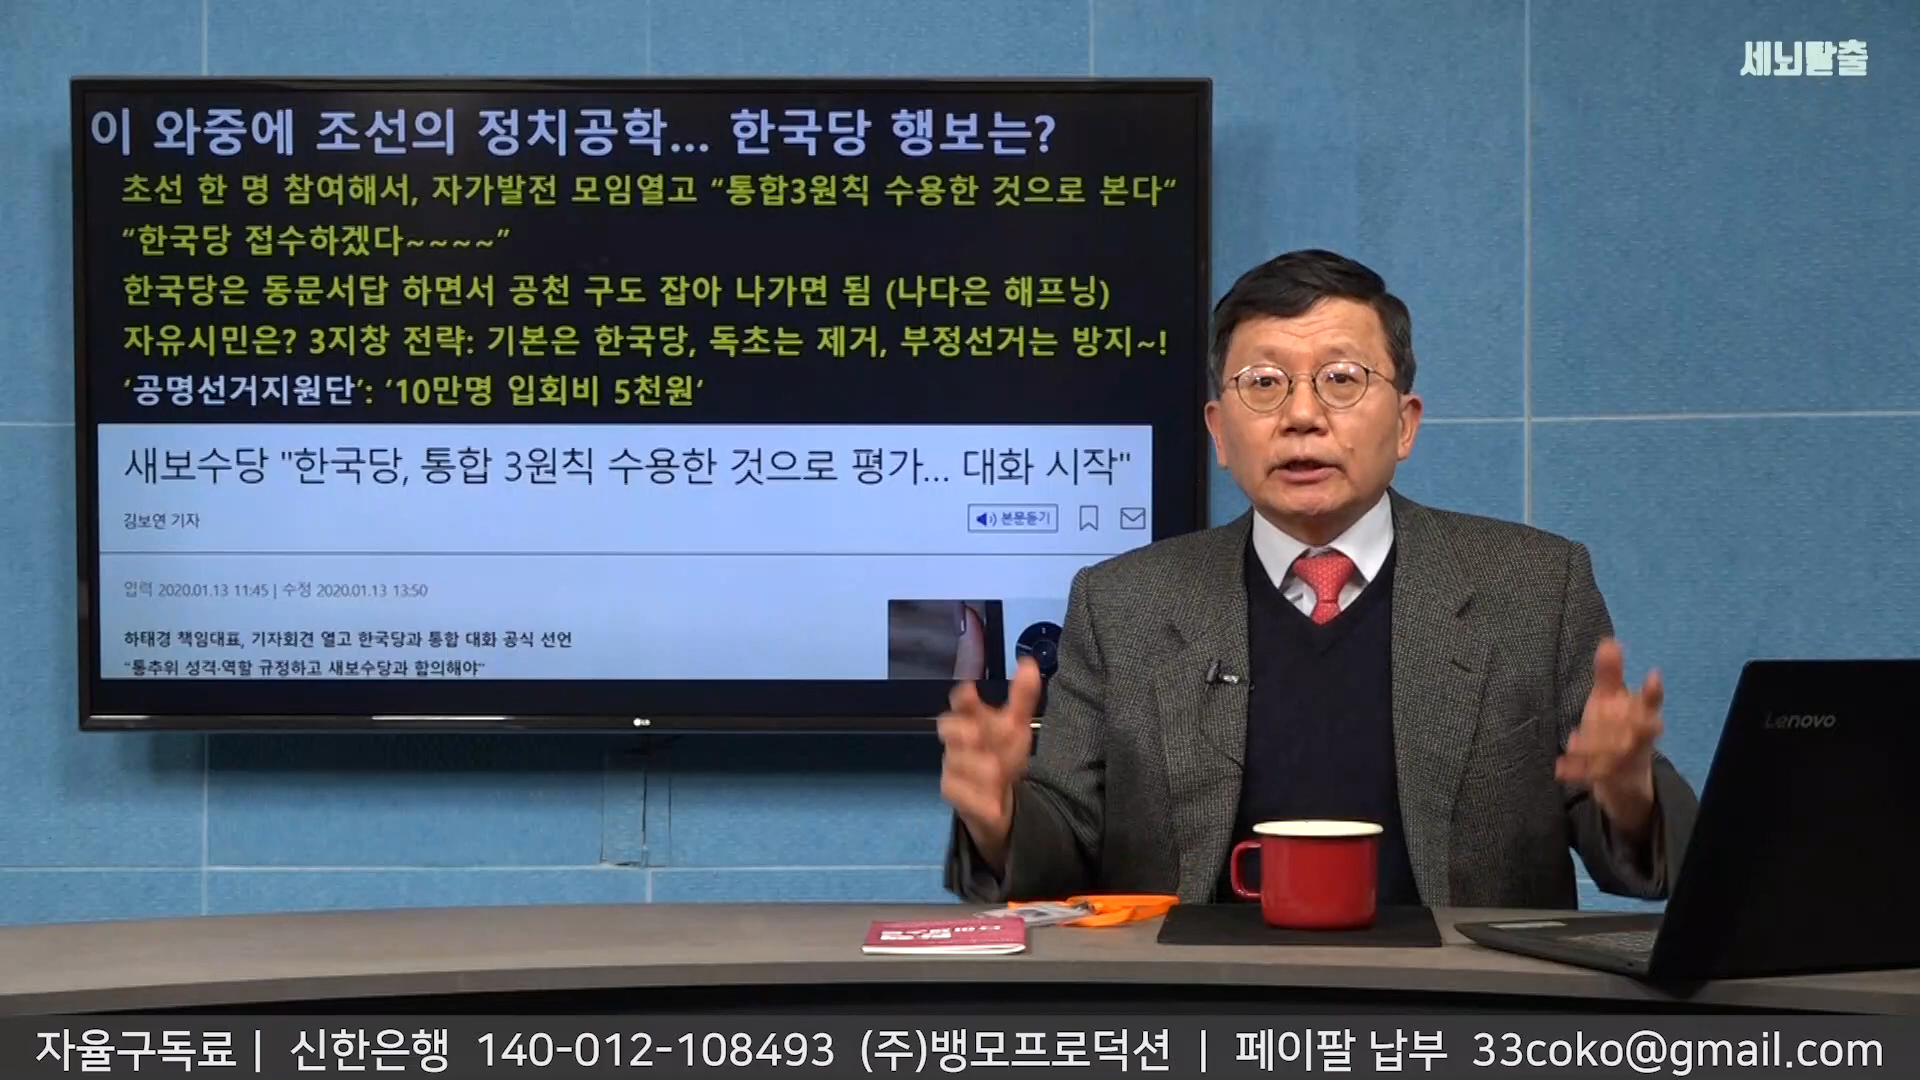 세뇌탈출
이 와중에 조선의 정치공학... 한국당 행보는?
초선 한 명 참여해서, 자가발전 모임열고 “통합3원칙 수용한 것으로 본다“
“한국당 접수하겠다~~~~”
한국당은 동문서답 하면서 공천 구도 잡아 나가면 됨 (나다은 해프닝)
자유시민은? 3지창 전략: 기본은 한국당, 독초는 제거, 부정선거는 방지~!
‘공명선거지원단’: ‘10만명 입회비 5천원‘
새보수당 "한국당, 통합 3원칙 수용한 것으로 평가... 대화 시작"
김보연 기자
본문듣기
입력 2020.01.13 11:45 | 수정 2020.01.13 13:50
하태경 책임대표, 기자회견 열고 한국당과 통합 대화 공식 선언
"통추위 성격·역할 규정하고 새보수당과 합의해야"
LG
Lenovo
자율구독료 | 신한은행 140-012-108493 (주)뱅모프로덕션 | 페이팔 납부 33coko@gmail.com